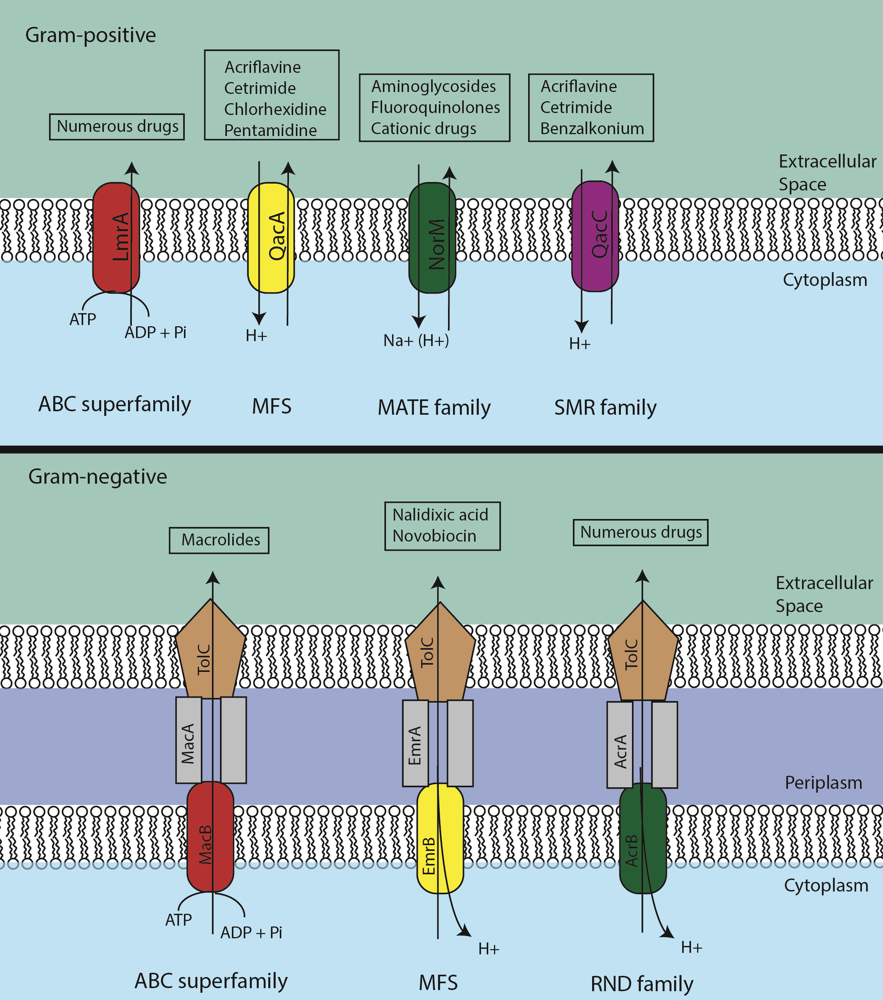 Gram-positive
Numerous drugs
Acriflavine
Cetrimide
Chlorhexidine
Pentamidine
Aminoglycosides
Fluoroquinolones
Cationic drugs
Acriflavine
Cetrimide
Benzalkonium
Extracellular
Space
LmrA
QacA
NorM
QacC
Cytoplasm
ATP
ADP + Pi
H+
Na+ (H+)
H+
ABC superfamily
MFS
MATE family
SMR family
Gram-negative
Macrolides
Nalidixic acid
Novobiocin
Numerous drugs
Extracellular
Space
TolC
TolC
TolC
MacA
EmrA
AcrA
Periplasm
MacB
EmrB
AcrB
Cytoplasm
ATP
ADP + Pi
H+
H+
ABC superfamily
MFS
RND family